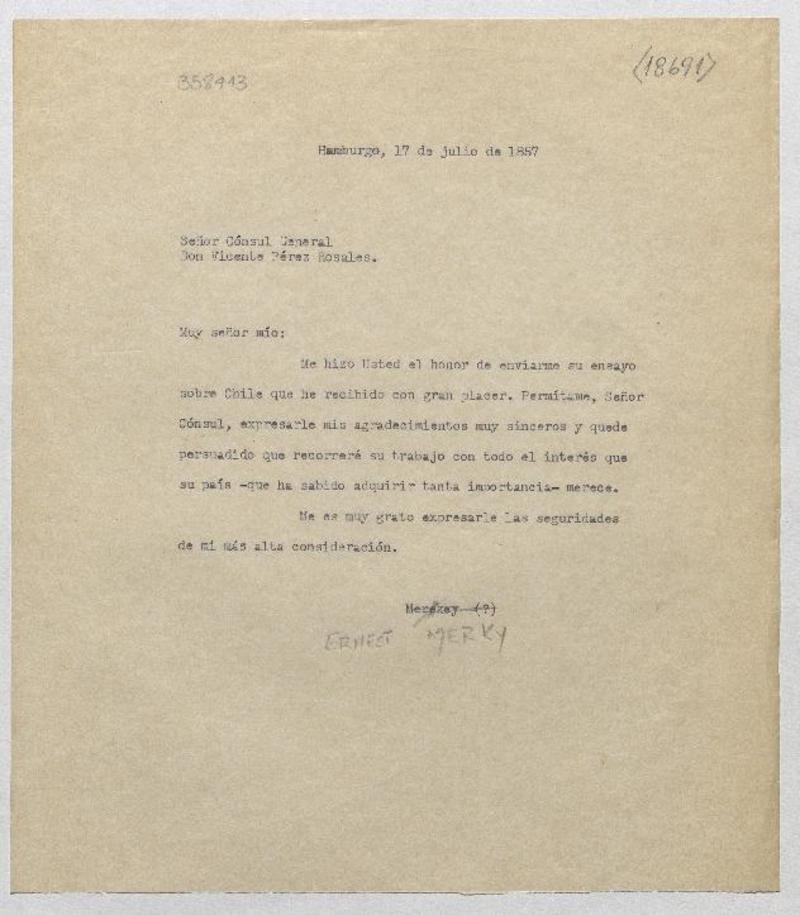 358443
(18691)
Hamburgo, 17 de julio de 1857
Señor Cónsul General
Don Vicente Pérez Rosales.
Muy señor mío:
Me hizo Usted el honor de enviarme su ensayo
sobre Chile que he recibido con gran placer. Permítame, Señor
Cónsul, expresarle mis agradecimientos muy sinceros y quede
persuadido que recorreré su trabajo con todo el interés que
su país -que ha sabido adquirir tanta importancia- merece.
Me es muy grato expresarle las seguridades
de mi más alta consideración.
(?)
ERNEST MERKY